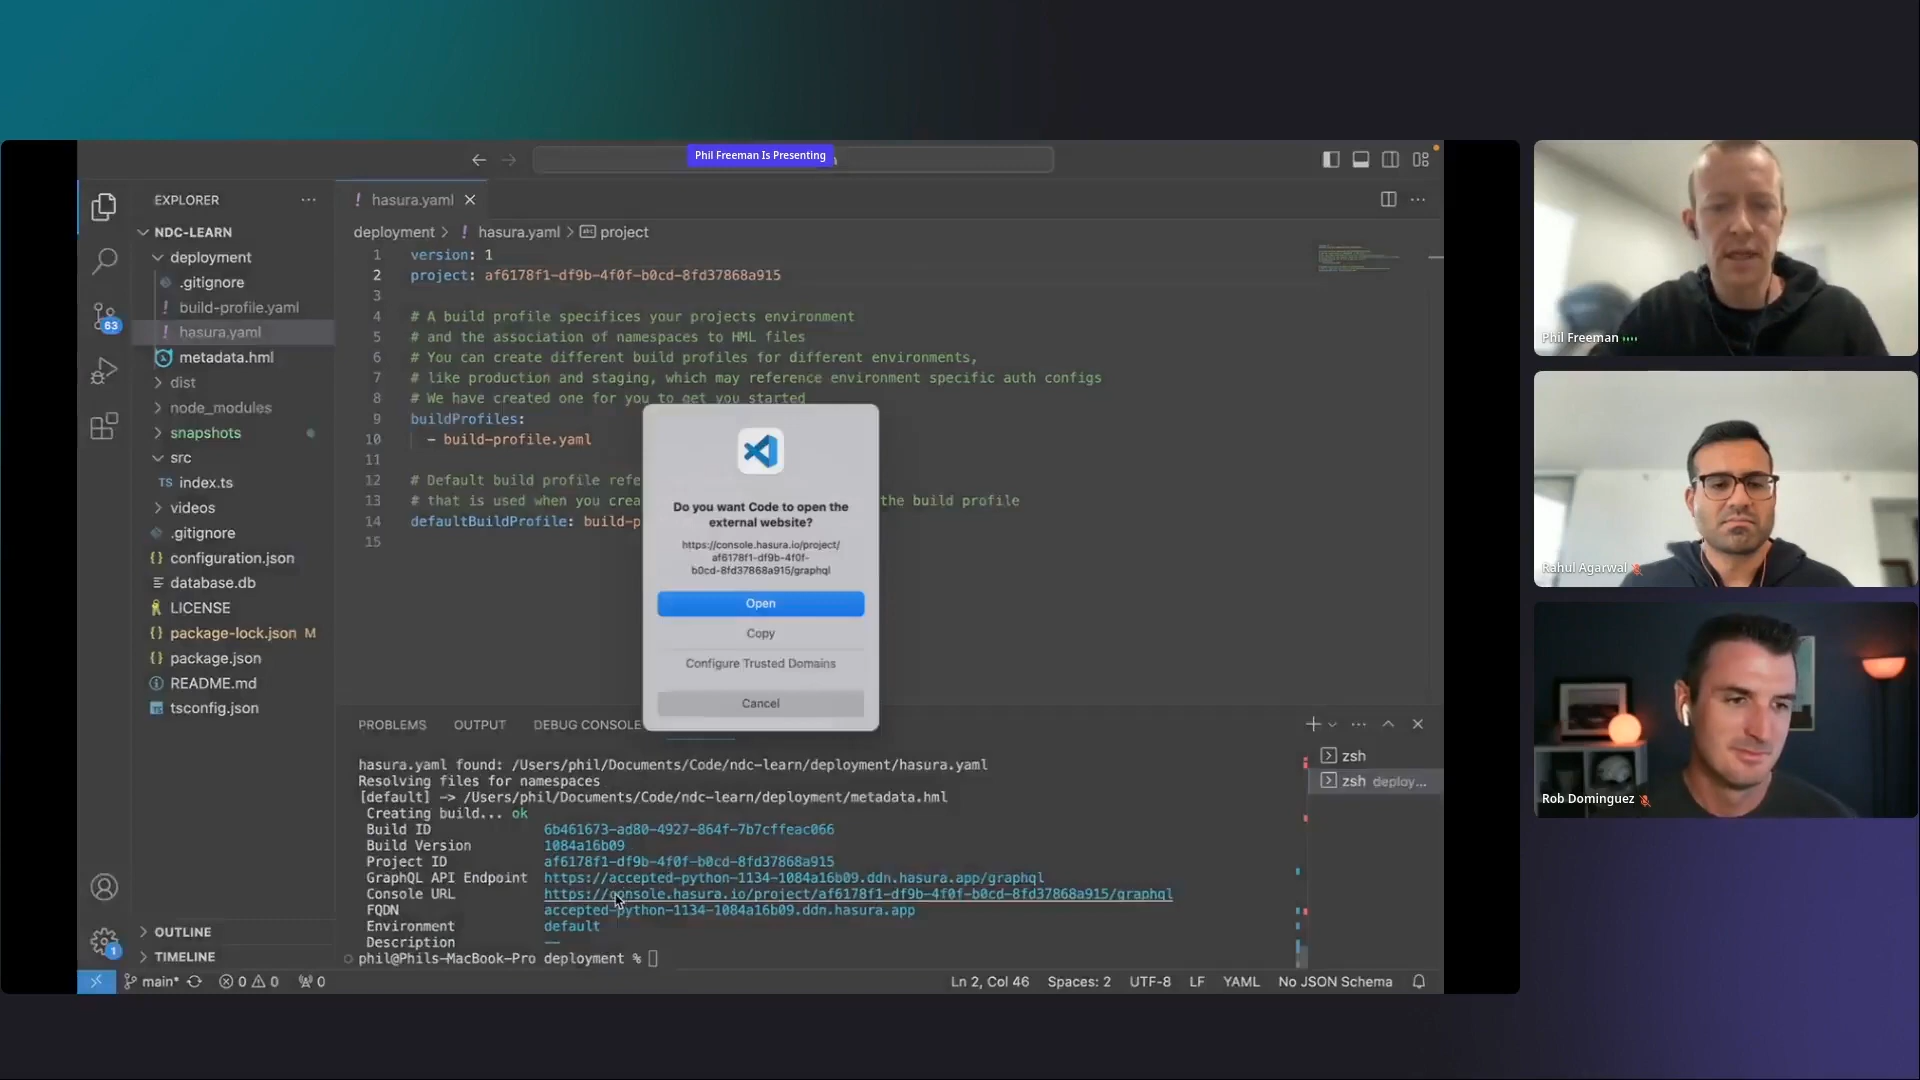 Phil Freeman Is Presenting
EXPLORER
NDC-LEARN
deployment
.gitignore
build-profile.yaml
hasura.yaml
metadata.hml
dist
node_modules
snapshots
src
TS index.ts
videos
.gitignore
{} configuration.json
database.db
LICENSE
{} package-lock.json M
{} package.json
README.md
tsconfig.json
OUTLINE
TIMELINE
63
1
! hasura.yaml
deployment > ! hasura.yaml > project
1 version: 1
2 project: af6178f1-df9b-4f0f-b0cd-8fd37868a915
3
4 # A build profile specifices your projects environment
5 # and the association of namespaces to HML files
6 # You can create different build profiles for different environments,
7 # like production and staging, which may reference environment specific auth configs
8 # We have created one for you to get you started
9 buildProfiles:
10 - build-profile.yaml
11
12 # Default build profile refe
13 # that is used when you crea the build profile
14 defaultBuildProfile: build-p
15
Do you want Code to open the
external website?
https://console.hasura.io/project/
af6178f1-df9b-4f0f-
b0cd-8fd37868a915/graphql
Open
Copy
Configure Trusted Domains
Cancel
PROBLEMS OUTPUT DEBUG CONSOLE
hasura.yaml found: /Users/phil/Documents/Code/ndc-learn/deployment/hasura.yaml
Resolving files for namespaces
[default] -> /Users/phil/Documents/Code/ndc-learn/deployment/metadata.hml
Creating build... ok
Build ID 6b461673-ad80-4927-864f-7b7cffeac066
Build Version 1084a16b09
Project ID af6178f1-df9b-4f0f-b0cd-8fd37868a915
GraphQL API Endpoint https://accepted-python-1134-1084a16b09.ddn.hasura.app/graphql
Console URL https://console.hasura.io/project/af6178f1-df9b-4f0f-b0cd-8fd37868a915/graphql
FQDN accepted-python-1134-1084a16b09.ddn.hasura.app
Environment default
Description --
phil@Phils-MacBook-Pro deployment %
zsh
zsh deploy...
main* 0 0 0
Ln 2, Col 46 Spaces: 2 UTF-8 LF YAML No JSON Schema
Phil Freeman
Rahul Agarwal
Rob Dominguez